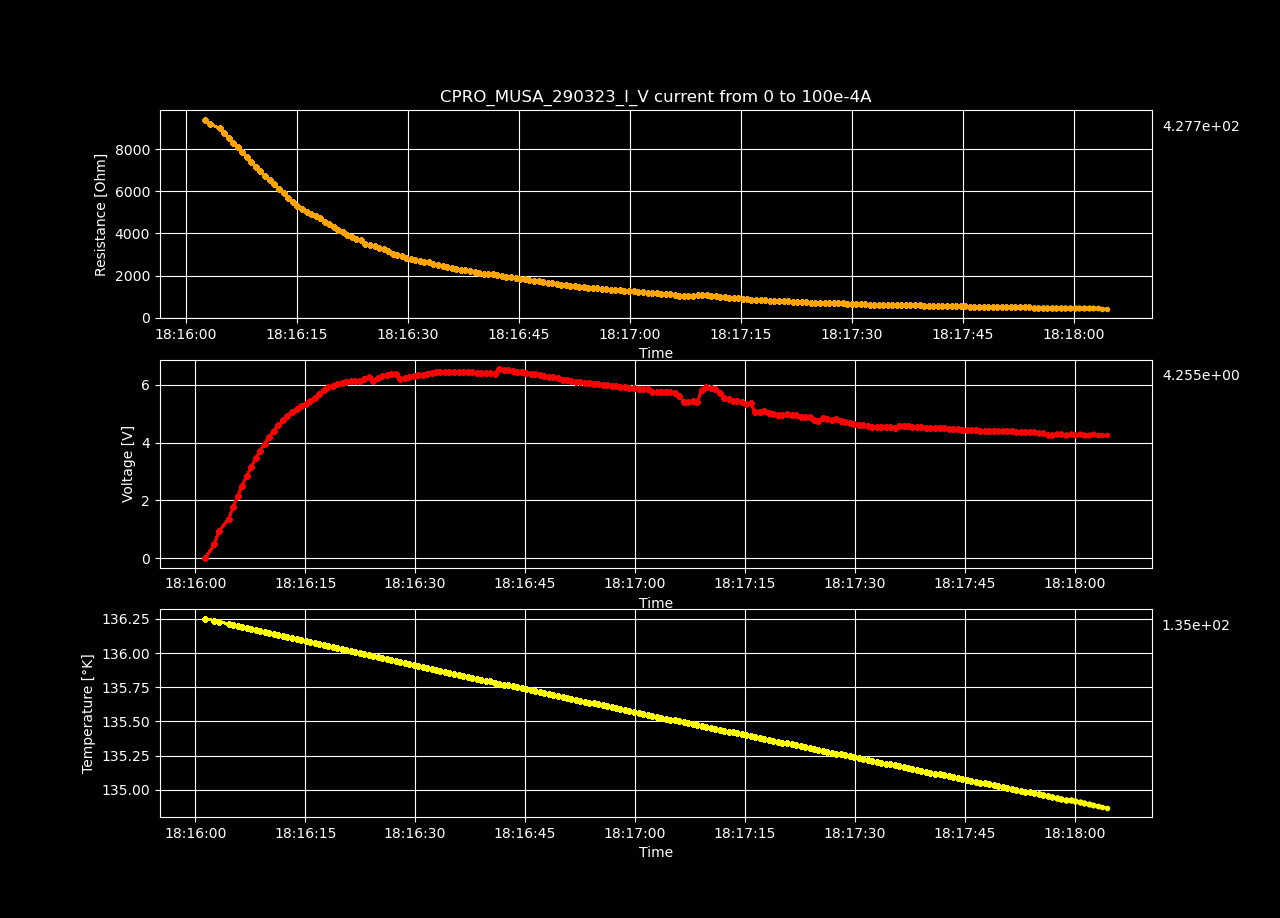 CPRO_MUSA_290323_I_V current from 0 to 100e-4A
4.277e+02
Resistance [Ohm]
8000
6000
4000
2000
0
18:16:00 18:16:15 18:16:30 18:16:45 18:17:00 18:17:15 18:17:30 18:17:45 18:18:00
Time
4.255e+00
Voltage [V]
6
4
2
0
18:16:00 18:16:15 18:16:30 18:16:45 18:17:00 18:17:15 18:17:30 18:17:45 18:18:00
Time
1.35e+02
Temperature [°K]
136.25
136.00
135.75
135.50
135.25
135.00
18:16:00 18:16:15 18:16:30 18:16:45 18:17:00 18:17:15 18:17:30 18:17:45 18:18:00
Time